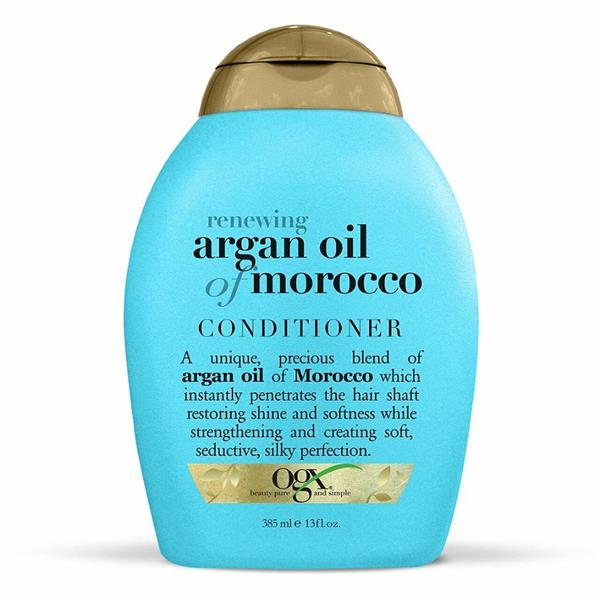 renewing
argan oil
of morocco
CONDITIONER
A unique, precious blend of
argan oil of Morocco which
instantly penetrates the hair shaft
restoring shine and softness while
strengthening and creating soft,
seductive, silky perfection.
ogx®
beauty pure and simple
385 ml e 13fl.oz.